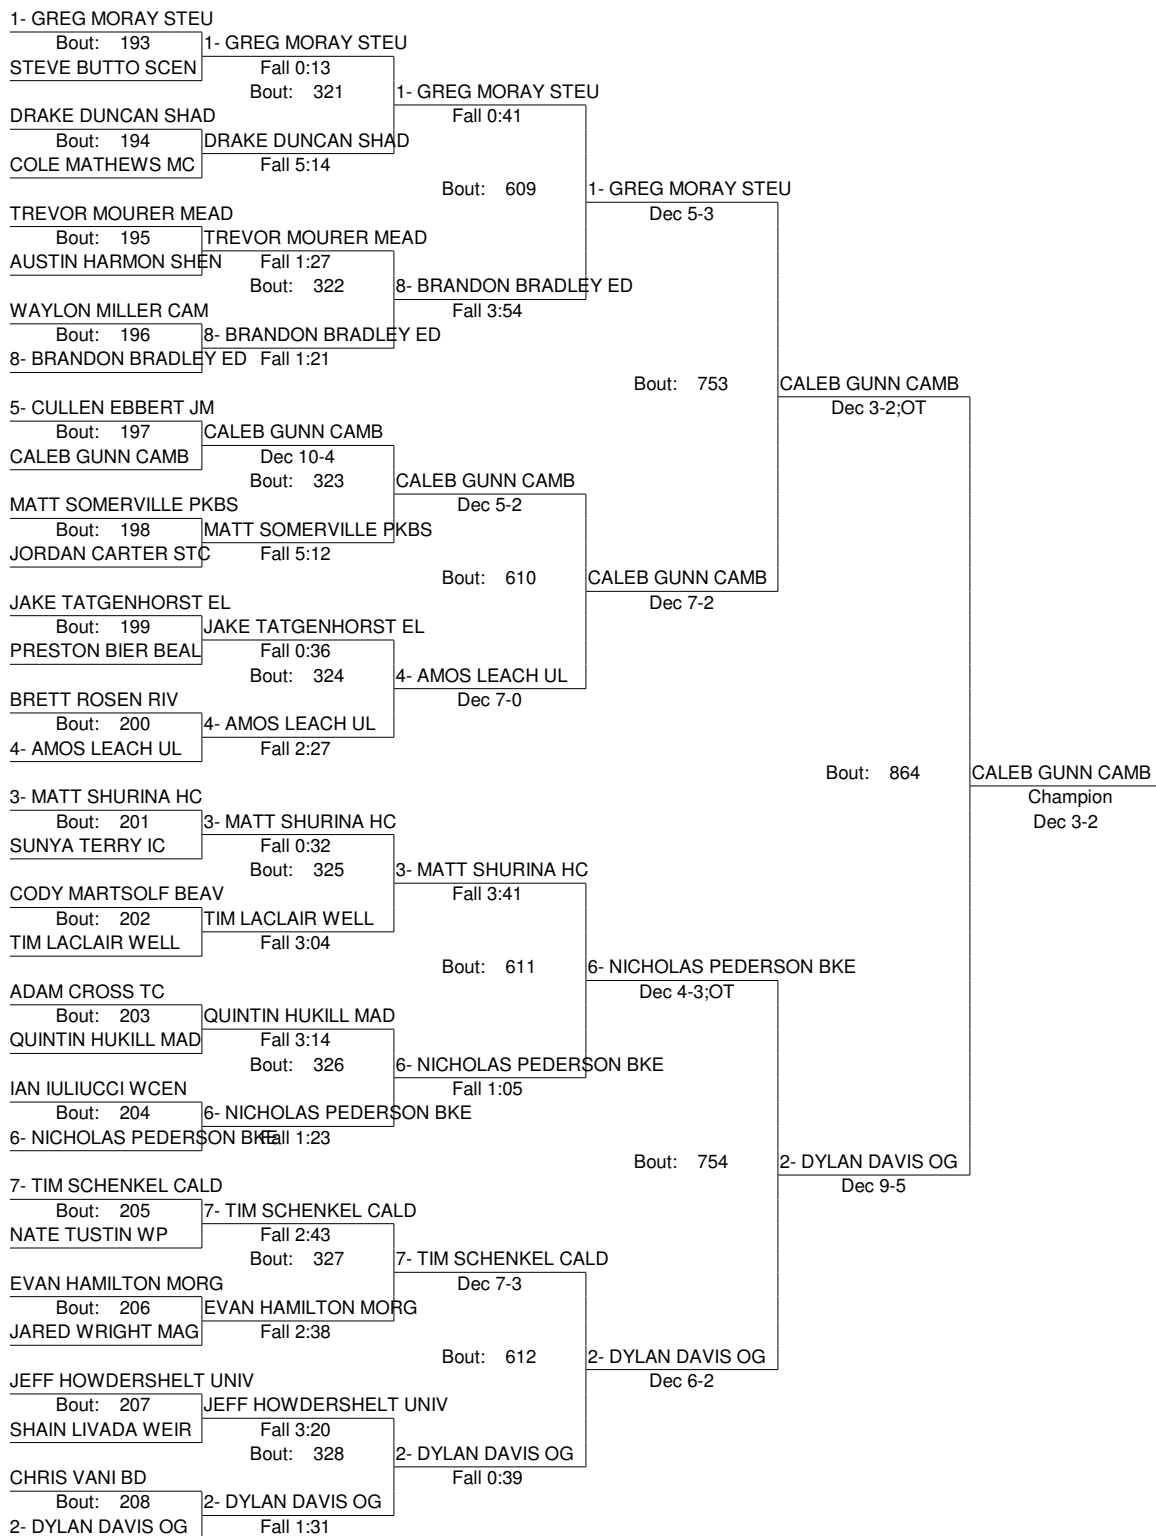 1- GREG MORAY STEU
Bout: 193
1- GREG MORAY STEU
STEVE BUTTO SCEN
Fall 0:13
Bout: 321
1- GREG MORAY STEU
DRAKE DUNCAN SHAD
Fall 0:41
Bout: 194
DRAKE DUNCAN SHAD
COLE MATHEWS MC
Fall 5:14
Bout: 609
1- GREG MORAY STEU
TREVOR MOURER MEAD
Dec 5-3
Bout: 195
TREVOR MOURER MEAD
AUSTIN HARMON SHEN
Fall 1:27
Bout: 322
8- BRANDON BRADLEY ED
WAYLON MILLER CAM
Fall 3:54
Bout: 196
8- BRANDON BRADLEY ED
8- BRANDON BRADLEY ED
Fall 1:21
Bout: 753
CALEB GUNN CAMB
5- CULLEN EBBERT JM
Dec 3-2;OT
Bout: 197
CALEB GUNN CAMB
CALEB GUNN CAMB
Dec 10-4
Bout: 323
CALEB GUNN CAMB
MATT SOMERVILLE PKBS
Dec 5-2
Bout: 198
MATT SOMERVILLE PKBS
JORDAN CARTER STC
Fall 5:12
Bout: 610
CALEB GUNN CAMB
JAKE TATGENHORST EL
Dec 7-2
Bout: 199
JAKE TATGENHORST EL
PRESTON BIER BEAL
Fall 0:36
Bout: 324
4- AMOS LEACH UL
BRETT ROSEN RIV
Dec 7-0
Bout: 200
4- AMOS LEACH UL
4- AMOS LEACH UL
Fall 2:27
Bout: 864
CALEB GUNN CAMB
3- MATT SHURINA HC
Champion
Bout: 201
3- MATT SHURINA HC
Dec 3-2
SUNYA TERRY IC
Fall 0:32
Bout: 325
3- MATT SHURINA HC
CODY MARTSOLF BEAV
Fall 3:41
Bout: 202
TIM LACLAIR WELL
TIM LACLAIR WELL
Fall 3:04
Bout: 611
6- NICHOLAS PEDERSON BKE
ADAM CROSS TC
Dec 4-3;OT
Bout: 203
QUINTIN HUKILL MAD
QUINTIN HUKILL MAD
Fall 3:14
Bout: 326
6- NICHOLAS PEDERSON BKE
IAN IULIUCCI WCEN
Fall 1:05
Bout: 204
6- NICHOLAS PEDERSON BKE
6- NICHOLAS PEDERSON BKE
Fall 1:23
Bout: 754
2- DYLAN DAVIS OG
7- TIM SCHENKEL CALD
Dec 9-5
Bout: 205
7- TIM SCHENKEL CALD
NATE TUSTIN WP
Fall 2:43
Bout: 327
7- TIM SCHENKEL CALD
EVAN HAMILTON MORG
Dec 7-3
Bout: 206
EVAN HAMILTON MORG
JARED WRIGHT MAG
Fall 2:38
Bout: 612
2- DYLAN DAVIS OG
JEFF HOWDERSHELT UNIV
Dec 6-2
Bout: 207
JEFF HOWDERSHELT UNIV
SHAIN LIVADA WEIR
Fall 3:20
Bout: 328
2- DYLAN DAVIS OG
CHRIS VANI BD
Fall 0:39
Bout: 208
2- DYLAN DAVIS OG
2- DYLAN DAVIS OG
Fall 1:31